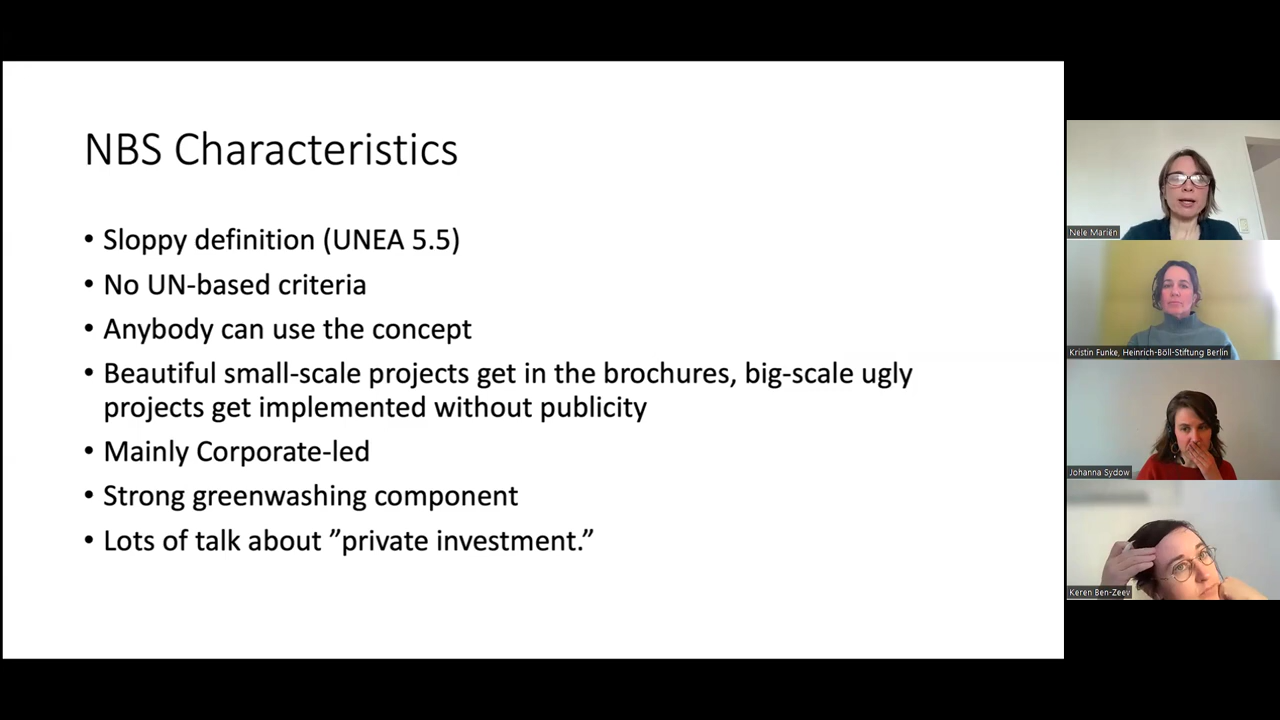 NBS Characteristics
• Sloppy definition (UNEA 5.5)
• No UN-based criteria
• Anybody can use the concept
• Beautiful small-scale projects get in the brochures, big-scale ugly
projects get implemented without publicity
• Mainly Corporate-led
• Strong greenwashing component
• Lots of talk about ”private investment.”
Nele Mariën
Kristin Funke, Heinrich-Böll-Stiftung Berlin
Johanna Sydow
Keren Ben-Zeev